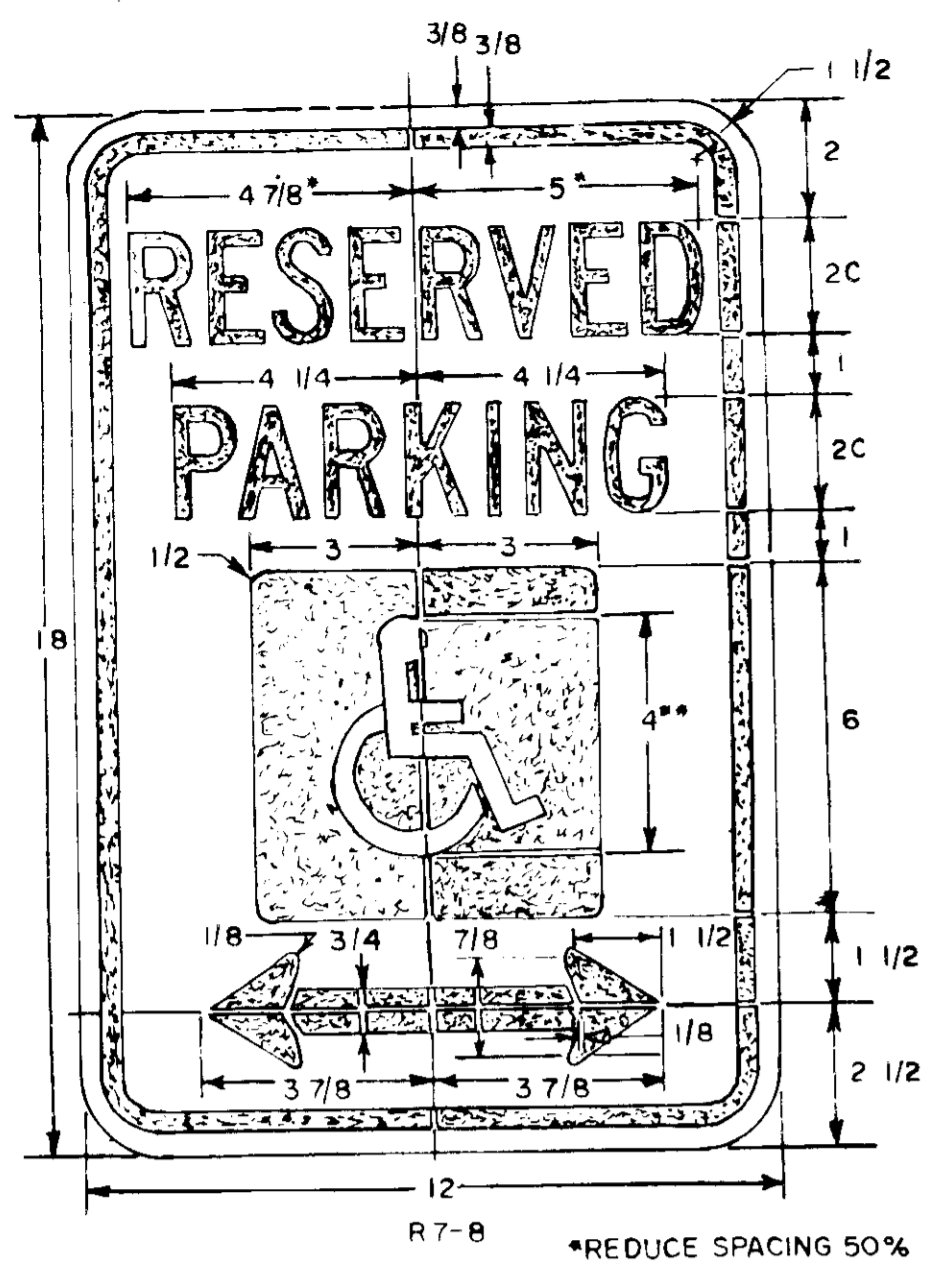 3/8 3/8
1 1/2
2
4 7/8* 5*
RESERVED
2C
1
4 1/4 4 1/4
PARKING
2C
1
1/2 3 3
18
4**
6
1/8 3/4 7/8 1 1/2
1 1/2
1/8
3 7/8 3 7/8
2 1/2
12
R7-8
*REDUCE SPACING 50%